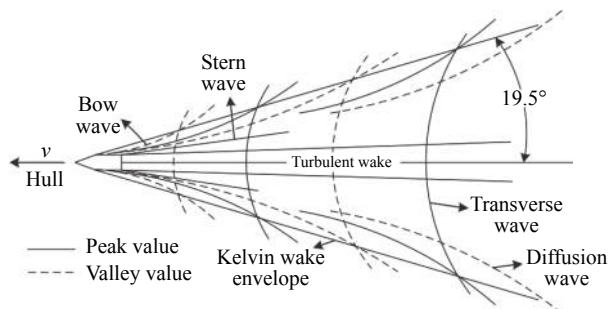 Stern
wave
Bow
wave
19.5°
v
Hull
Turbulent wake
Transverse
wave
Peak value
Valley value
Kelvin wake
envelope
Diffusion
wave